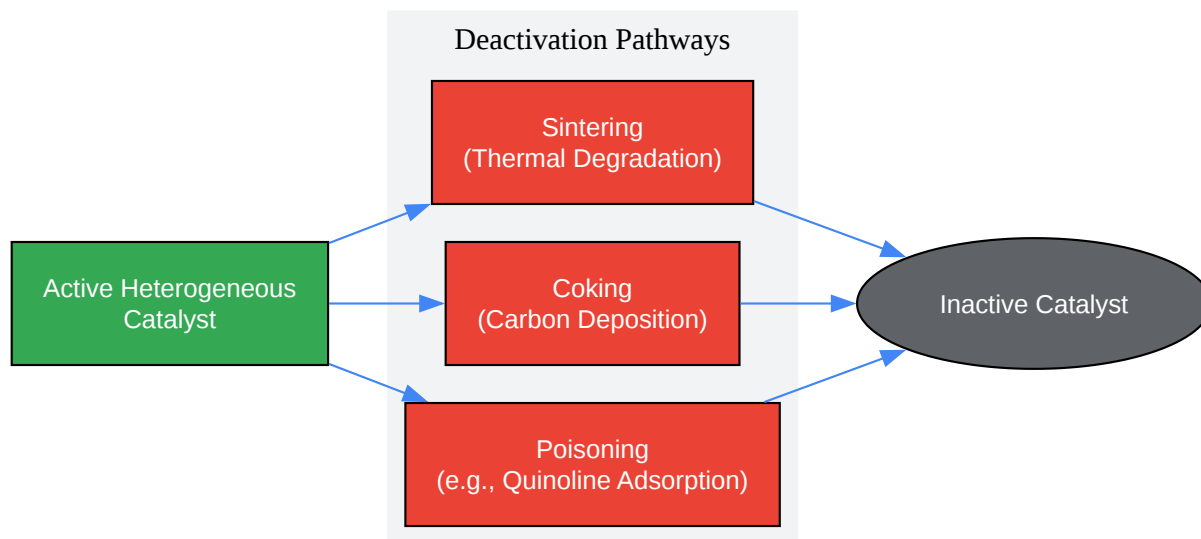 Deactivation Pathways
Sintering
(Thermal Degradation)
Active Heterogeneous
Catalyst
Coking
(Carbon Deposition)
Inactive Catalyst
Poisoning
(e.g., Quinoline Adsorption)